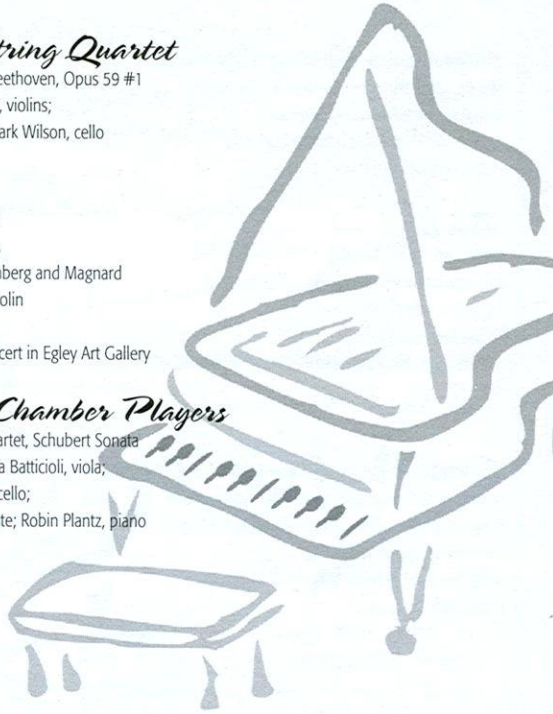 tring Quartet
eethoven, Opus 59 #1
, violins;
ark Wilson, cello
berg and Magnard
olin
cert in Egley Art Gallery
Chamber Players
artet, Schubert Sonata
a Batticioli, viola;
cello;
te; Robin Plantz, piano